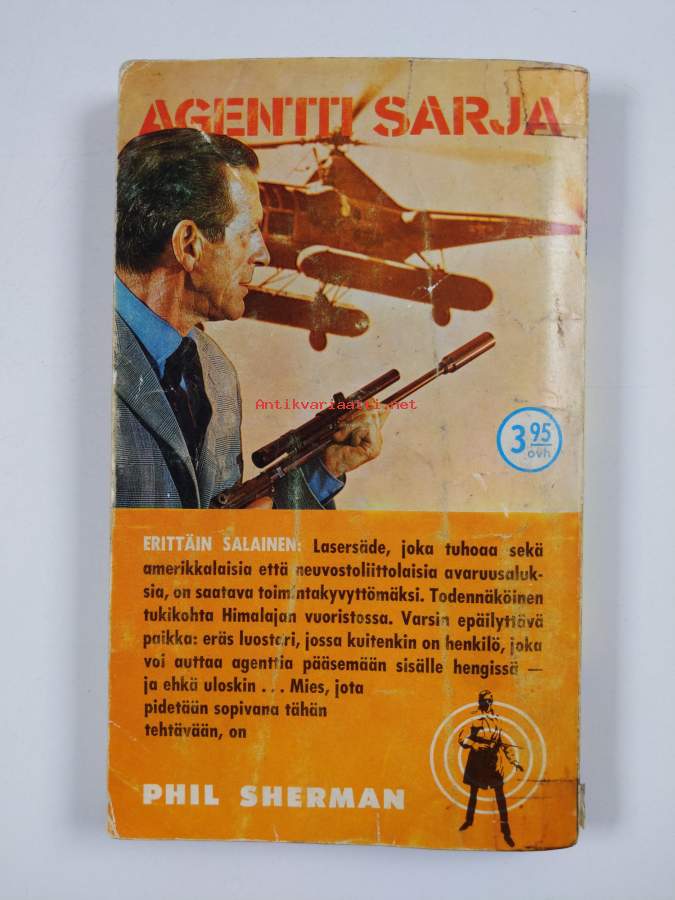 AGENTTI SARJA
Antikvariaatti.net
3 95
ovh
ERITTÄIN SALAINEN: Lasersäde, joka tuhoaa sekä
amerikkalaisia että neuvostoliittolaisia avaruusaluk-
sia, on saatava toimintakyvyttömäksi. Todennäköinen
tukikohta Himalajan vuoristossa. Varsin epäilyttävä
paikka: eräs luostari, jossa kuitenkin on henkilö, joka
voi auttaa agenttia pääsemään sisälle hengissä —
ja ehkä uloskin . . . Mies, jota
pidetään sopivana tähän
tehtävään, on
PHIL SHERMAN